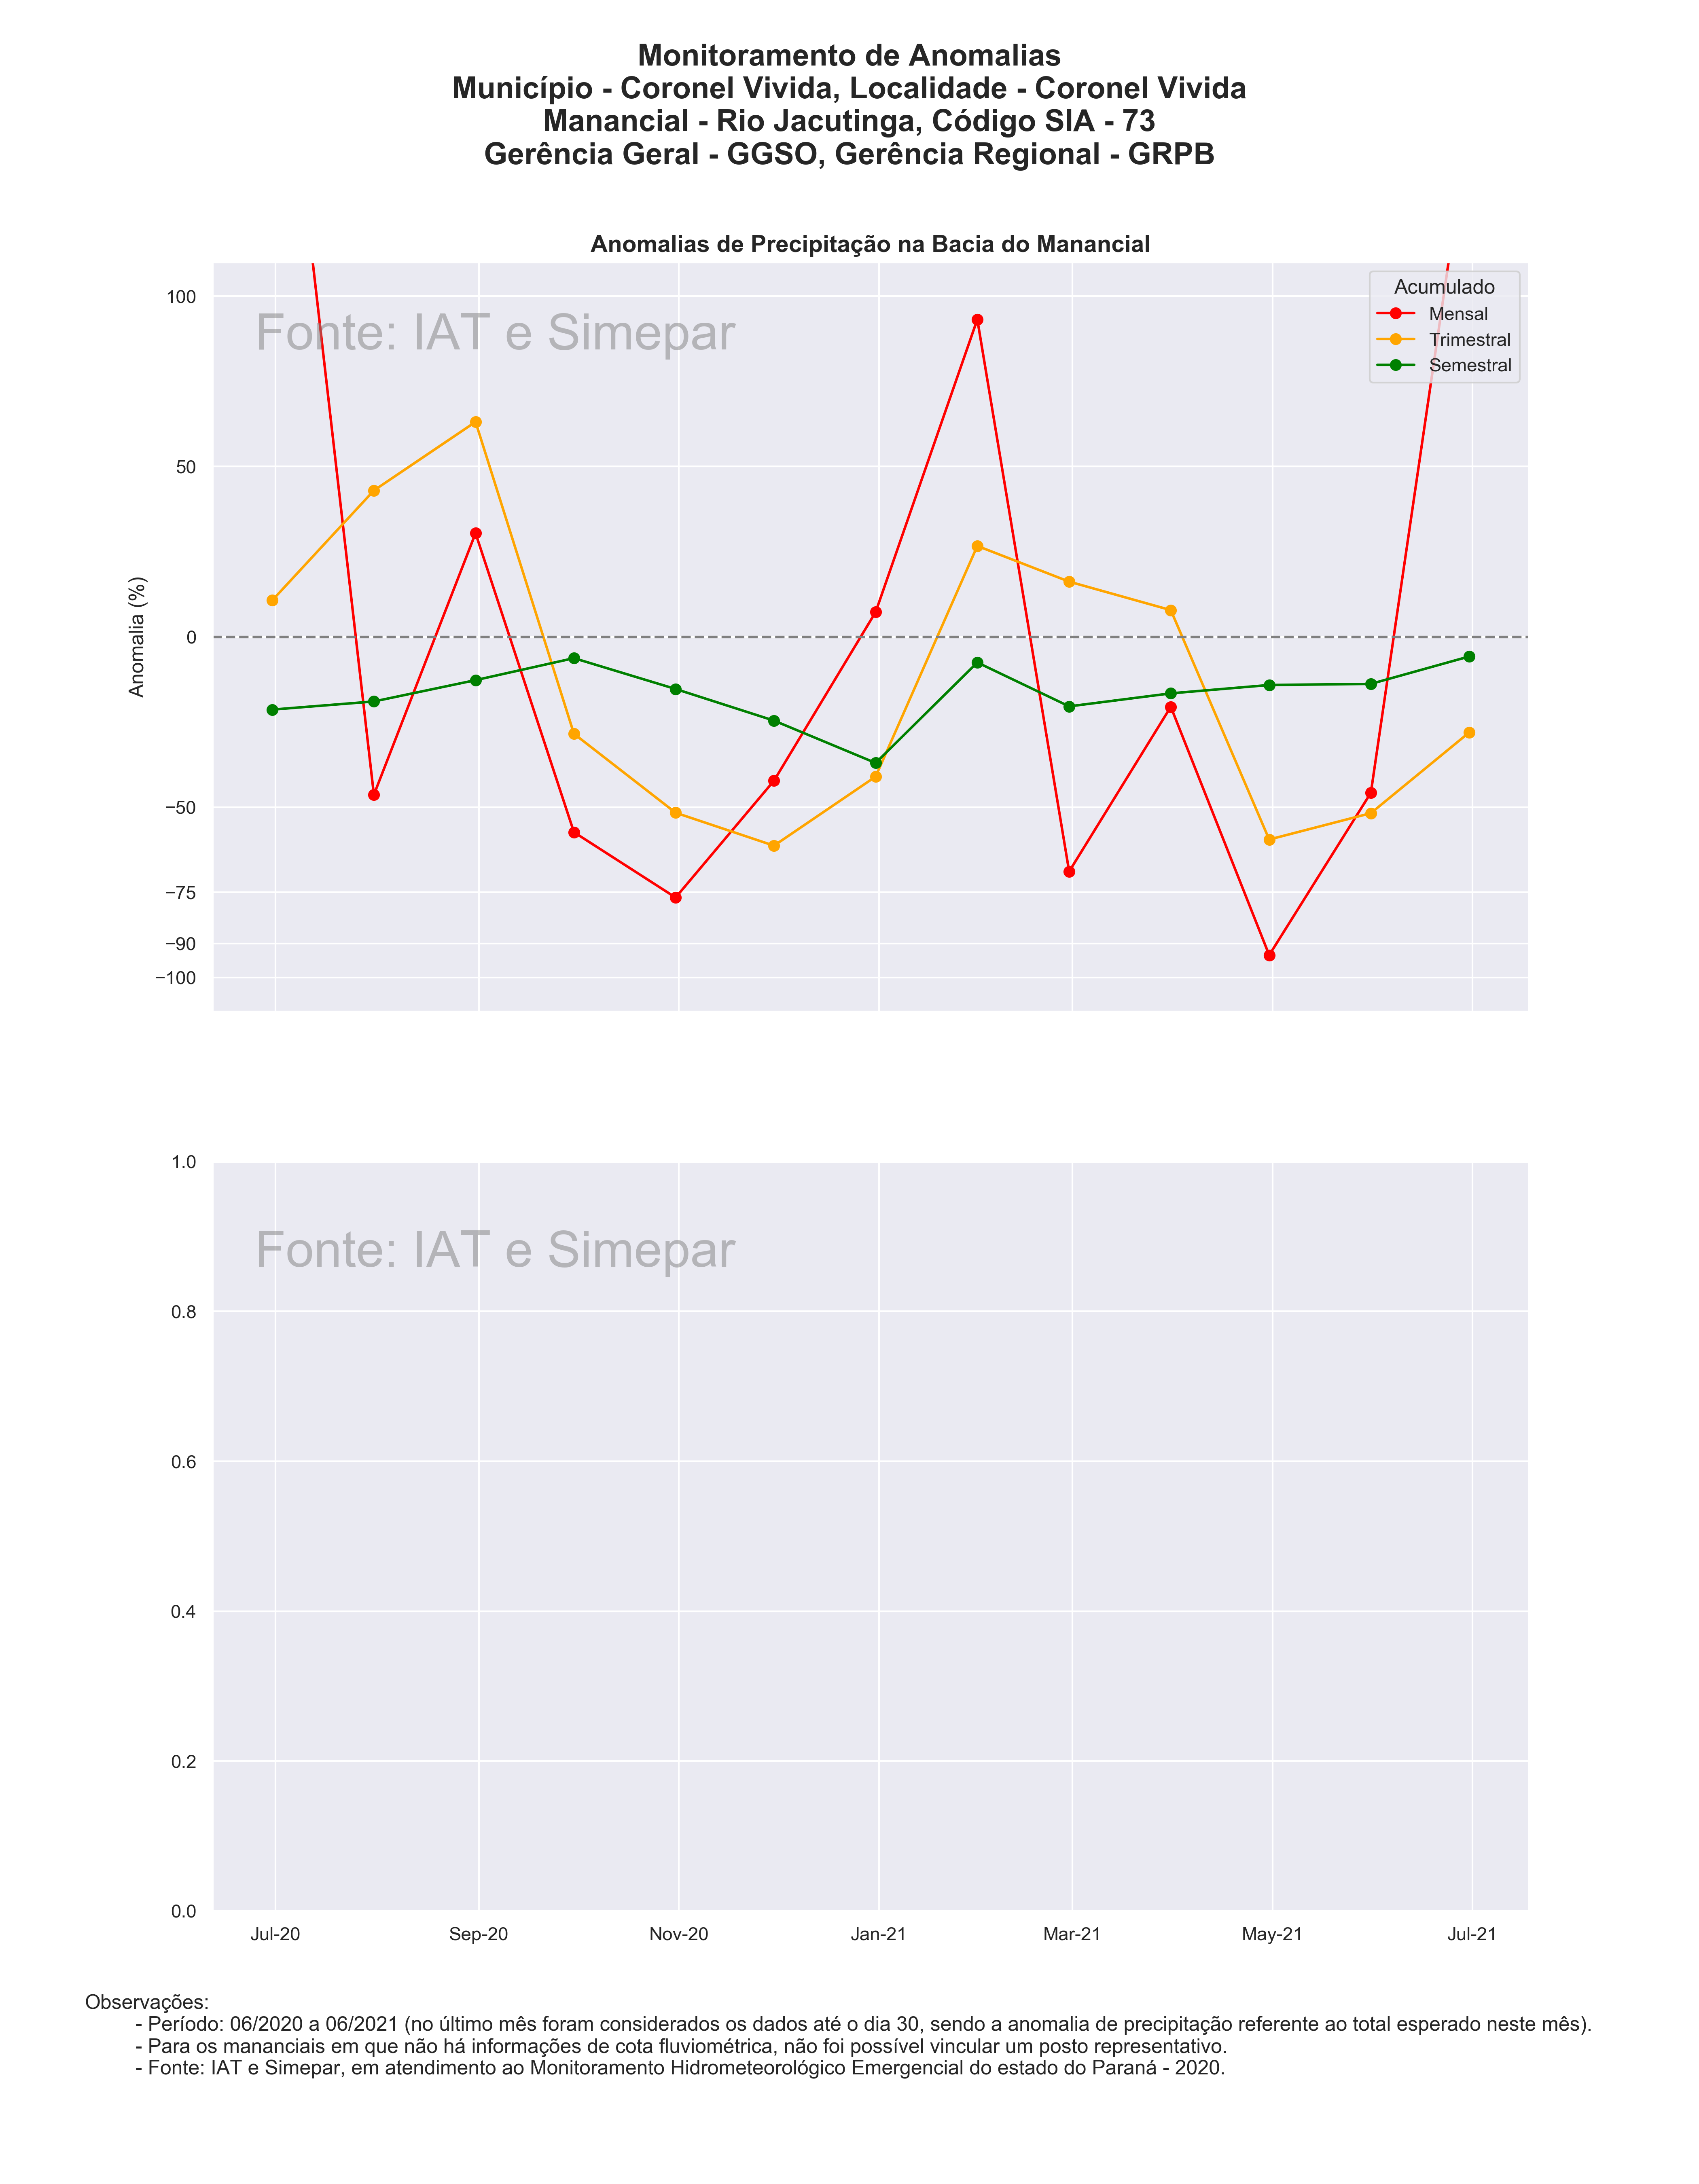 Monitoramento de Anomalias
Município - Coronel Vivida, Localidade - Coronel Vivida
Manancial - Rio Jacutinga, Código SIA - 73
Gerência Geral - GGSO, Gerência Regional - GRPB
Anomalias de Precipitação na Bacia do Manancial
Fonte: IAT e Simepar
Acumulado
Mensal
Trimestral
Semestral
Anomalia (%)
100
50
0
−50
−75
−90
−100
Fonte: IAT e Simepar
1.0
0.8
0.6
0.4
0.2
0.0
Jul-20 Sep-20 Nov-20 Jan-21 Mar-21 May-21 Jul-21
Observações:
- Período: 06/2020 a 06/2021 (no último mês foram considerados os dados até o dia 30, sendo a anomalia de precipitação referente ao total esperado neste mês).
- Para os mananciais em que não há informações de cota fluviométrica, não foi possível vincular um posto representativo.
- Fonte: IAT e Simepar, em atendimento ao Monitoramento Hidrometeorológico Emergencial do estado do Paraná - 2020.